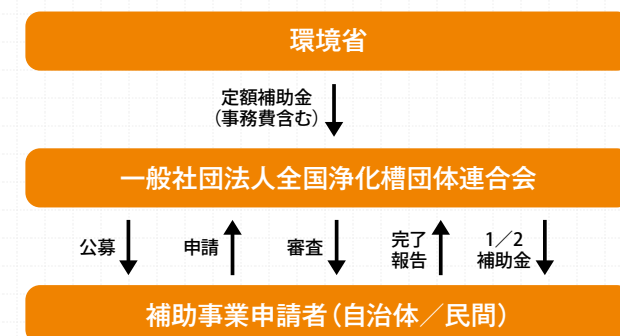 環境省
定額補助金
（事務費含む）
一般社団法人全国浄化槽団体連合会
公募
申請
審査
完了
報告
1／2
補助金
補助事業申請者（自治体／民間）